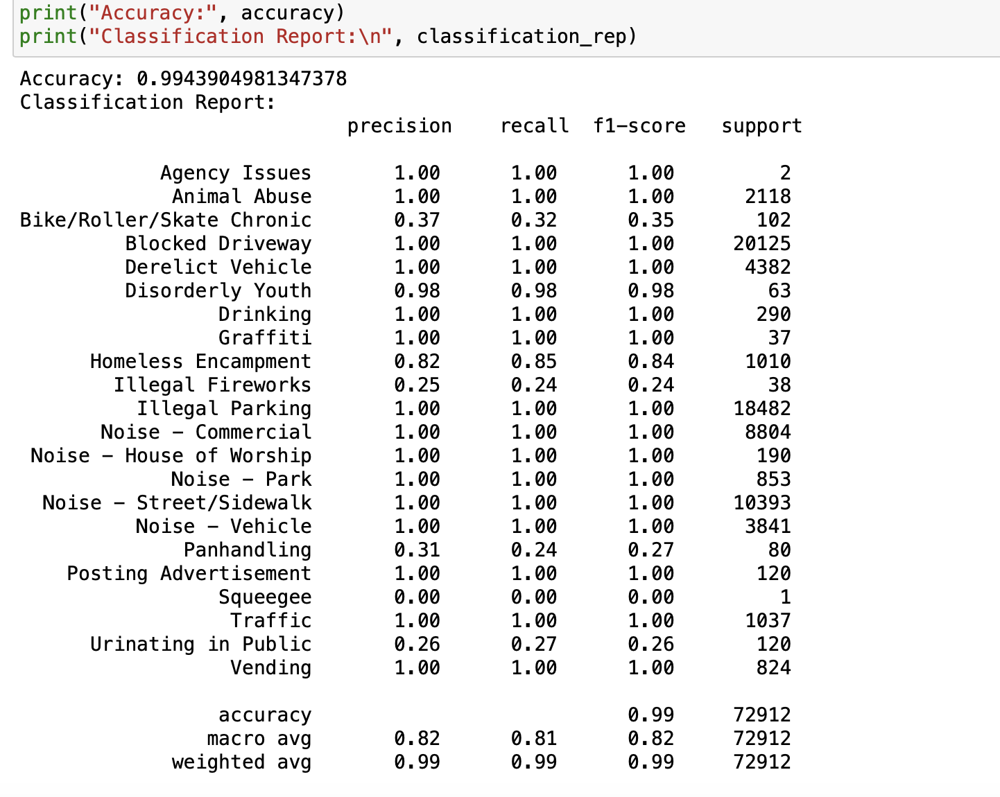 print("Accuracy:", accuracy)
print("Classification Report:\n", classification_rep)
Accuracy: 0.9943904981347378
Classification Report:
precision recall f1-score support
Agency Issues 1.00 1.00 1.00 2
Animal Abuse 1.00 1.00 1.00 2118
Bike/Roller/Skate Chronic 0.37 0.32 0.35 102
Blocked Driveway 1.00 1.00 1.00 20125
Derelict Vehicle 1.00 1.00 1.00 4382
Disorderly Youth 0.98 0.98 0.98 63
Drinking 1.00 1.00 1.00 290
Graffiti 1.00 1.00 1.00 37
Homeless Encampment 0.82 0.85 0.84 1010
Illegal Fireworks 0.25 0.24 0.24 38
Illegal Parking 1.00 1.00 1.00 18482
Noise - Commercial 1.00 1.00 1.00 8804
Noise - House of Worship 1.00 1.00 1.00 190
Noise - Park 1.00 1.00 1.00 853
Noise - Street/Sidewalk 1.00 1.00 1.00 10393
Noise - Vehicle 1.00 1.00 1.00 3841
Panhandling 0.31 0.24 0.27 80
Posting Advertisement 1.00 1.00 1.00 120
Squeegee 0.00 0.00 0.00 1
Traffic 1.00 1.00 1.00 1037
Urinating in Public 0.26 0.27 0.26 120
Vending 1.00 1.00 1.00 824
accuracy 0.99 72912
macro avg 0.82 0.81 0.82 72912
weighted avg 0.99 0.99 0.99 72912